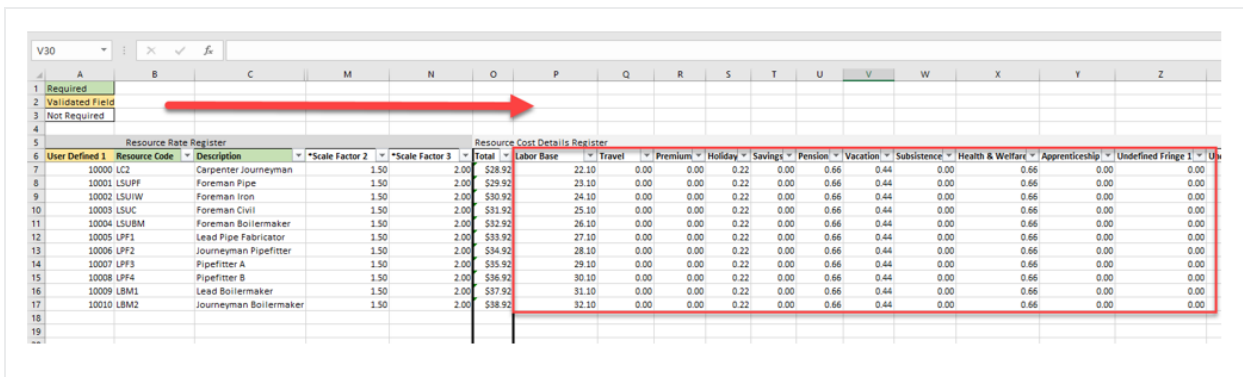 V30 fx
A B C M N O P Q R S T U V W X Y Z
1 Required
2 Validated Field
3 Not Required
4
5 Resource Rate Register Resource Cost Details Register
6 User Defined 1 Resource Code Description *Scale Factor 2 *Scale Factor 3 Total Labor Base Travel Premium Holiday Savings Pension Vacation Subsistence Health & Welfare Apprenticeship Undefined Fringe 1
7 10000 LC2 Carpenter Journeyman 1.50 2.00 $28.92 22.10 0.00 0.00 0.22 0.00 0.66 0.44 0.00 0.66 0.00 0.00
8 10001 LSUPF Foreman Pipe 1.50 2.00 $29.92 23.10 0.00 0.00 0.22 0.00 0.66 0.44 0.00 0.66 0.00 0.00
9 10002 LSUIW Foreman Iron 1.50 2.00 $30.92 24.10 0.00 0.00 0.22 0.00 0.66 0.44 0.00 0.66 0.00 0.00
10 10003 LSUC Foreman Civil 1.50 2.00 $31.92 25.10 0.00 0.00 0.22 0.00 0.66 0.44 0.00 0.66 0.00 0.00
11 10004 LSUBM Foreman Boilermaker 1.50 2.00 $32.92 26.10 0.00 0.00 0.22 0.00 0.66 0.44 0.00 0.66 0.00 0.00
12 10005 LPF1 Lead Pipe Fabricator 1.50 2.00 $33.92 27.10 0.00 0.00 0.22 0.00 0.66 0.44 0.00 0.66 0.00 0.00
13 10006 LPF2 Journeyman Pipefitter 1.50 2.00 $34.92 28.10 0.00 0.00 0.22 0.00 0.66 0.44 0.00 0.66 0.00 0.00
14 10007 LPF3 Pipefitter A 1.50 2.00 $35.92 29.10 0.00 0.00 0.22 0.00 0.66 0.44 0.00 0.66 0.00 0.00
15 10008 LPF4 Pipefitter B 1.50 2.00 $36.92 30.10 0.00 0.00 0.22 0.00 0.66 0.44 0.00 0.66 0.00 0.00
16 10009 LBM1 Lead Boilermaker 1.50 2.00 $37.92 31.10 0.00 0.00 0.22 0.00 0.66 0.44 0.00 0.66 0.00 0.00
17 10010 LBM2 Journeyman Boilermaker 1.50 2.00 $38.92 32.10 0.00 0.00 0.22 0.00 0.66 0.44 0.00 0.66 0.00 0.00
18
19